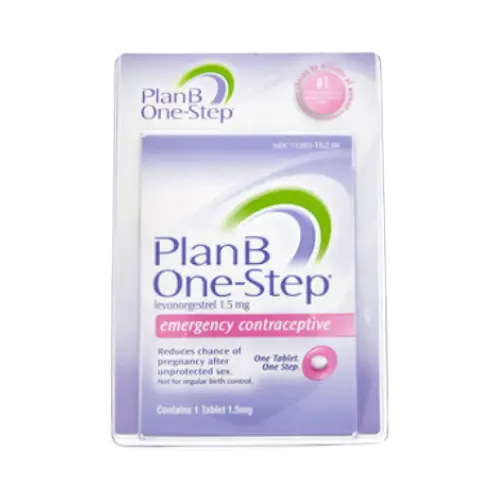 Plan B
One-Step®
#1
Plan B
One-Step®
levonorgestrel 1.5 mg
emergency contraceptive
Reduces chance of
pregnancy after
unprotected sex.
Not for regular birth control.
One Tablet.
One Step.
Contains 1 Tablet 1.5mg